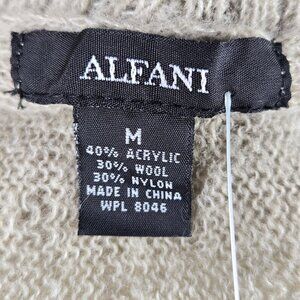 ALFANI
M
40% ACRYLIC
30% WOOL
30% NYLON
MADE IN CHINA
WPL 8046